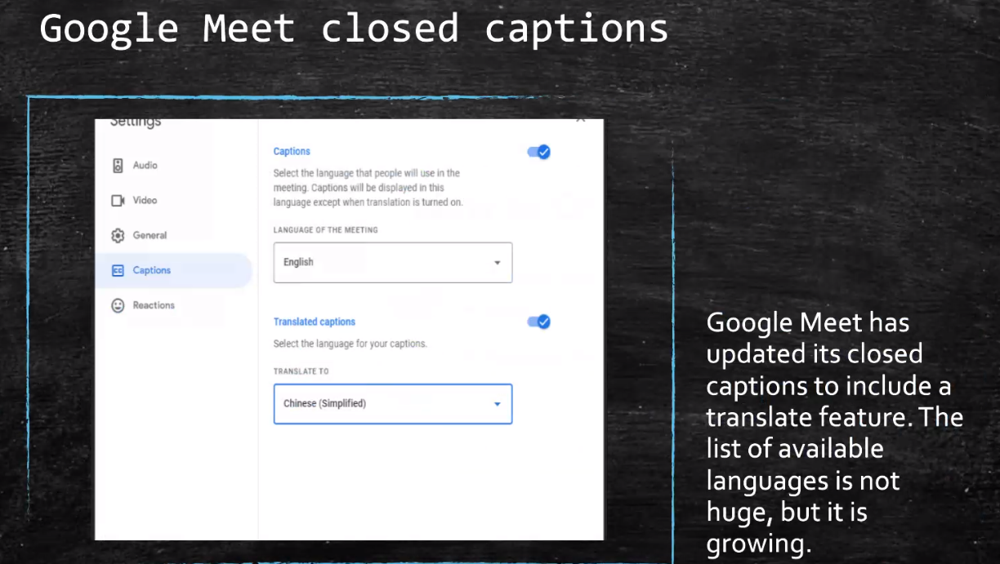 Google Meet closed captions
Settings
Audio
Video
General
Captions
Reactions
Captions
Select the language that people will use in the
meeting. Captions will be displayed in this
language except when translation is turned on.
LANGUAGE OF THE MEETING
English
Translated captions
Select the language for your captions.
TRANSLATE TO
Chinese (Simplified)
Google Meet has
updated its closed
captions to include a
translate feature. The
list of available
languages is not
huge, but it is
growing.